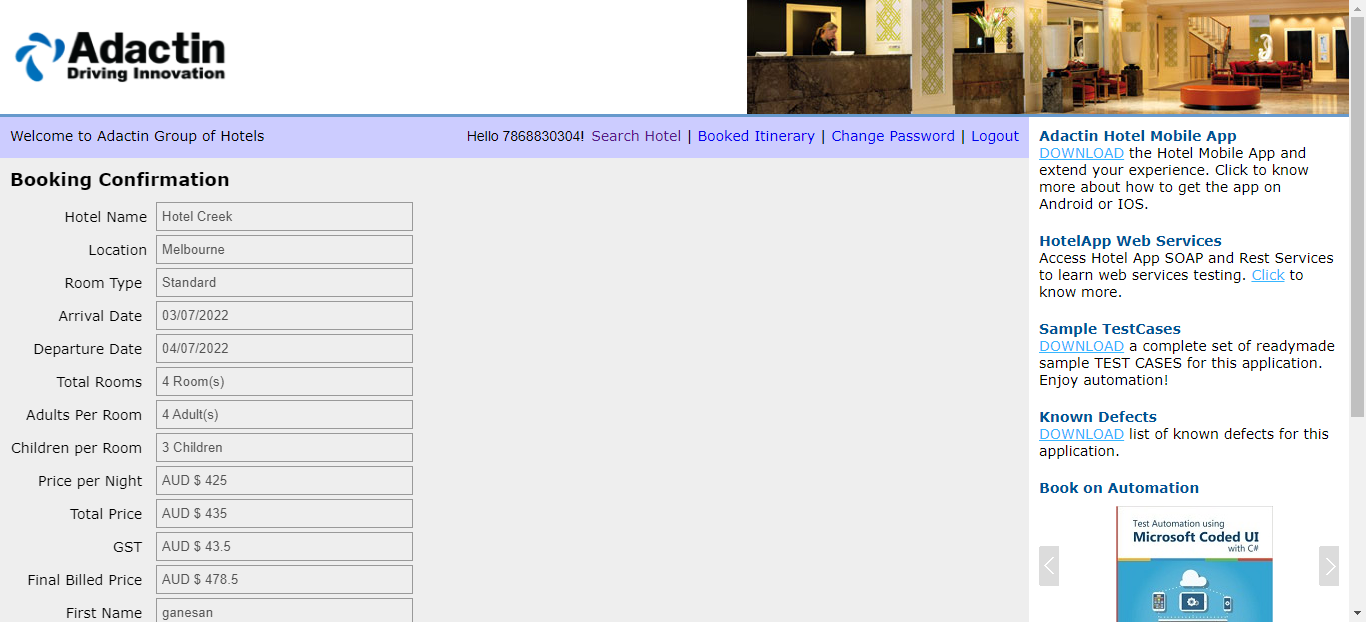 Adactin
Driving Innovation
Welcome to Adactin Group of Hotels
Hello 7868830304! Search Hotel | Booked Itinerary | Change Password | Logout
Booking Confirmation
Hotel Name Hotel Creek
Location Melbourne
Room Type Standard
Arrival Date 03/07/2022
Departure Date 04/07/2022
Total Rooms 4 Room(s)
Adults Per Room 4 Adult(s)
Children per Room 3 Children
Price per Night AUD $ 425
Total Price AUD $ 435
GST AUD $ 43.5
Final Billed Price AUD $ 478.5
First Name ganesan
Adactin Hotel Mobile App
DOWNLOAD the Hotel Mobile App and
extend your experience. Click to know
more about how to get the app on
Android or IOS.
HotelApp Web Services
Access Hotel App SOAP and Rest Services
to learn web services testing. Click to
know more.
Sample TestCases
DOWNLOAD a complete set of readymade
sample TEST CASES for this application.
Enjoy automation!
Known Defects
DOWNLOAD list of known defects for this
application.
Book on Automation
Test Automation using
Microsoft Coded UI
with C#